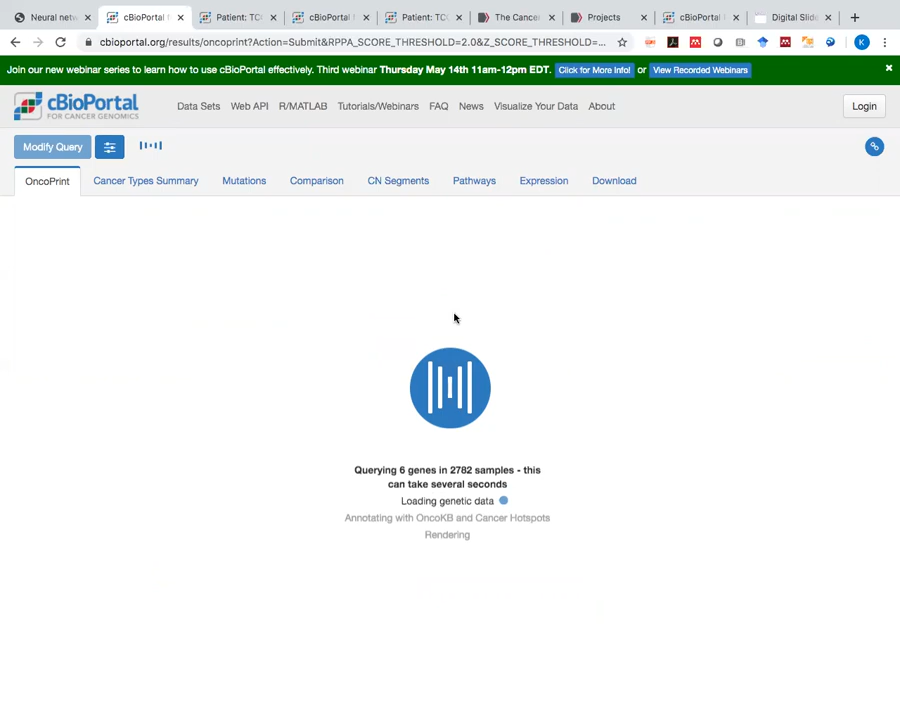 Neural netw
cBioPortal f
Patient: TC
cBioPortal
Patient: TC
The Cancer
Projects
cBioPortal
Digital Slid
cbioportal.org/results/oncoprint?Action=Submit&RPPA_SCORE_THRESHOLD=2.0&Z_SCORE_THRESHOLD=...
K
Join our new webinar series to learn how to use cBioPortal effectively. Third webinar Thursday May 14th 11am-12pm EDT. Click for More Info! or View Recorded Webinars
cBioPortal
FOR CANCER GENOMICS
Data Sets Web API R/MATLAB Tutorials/Webinars FAQ News Visualize Your Data About Login
Modify Query
OncoPrint Cancer Types Summary Mutations Comparison CN Segments Pathways Expression Download
Querying 6 genes in 2782 samples - this
can take several seconds
Loading genetic data
Annotating with OncoKB and Cancer Hotspots
Rendering